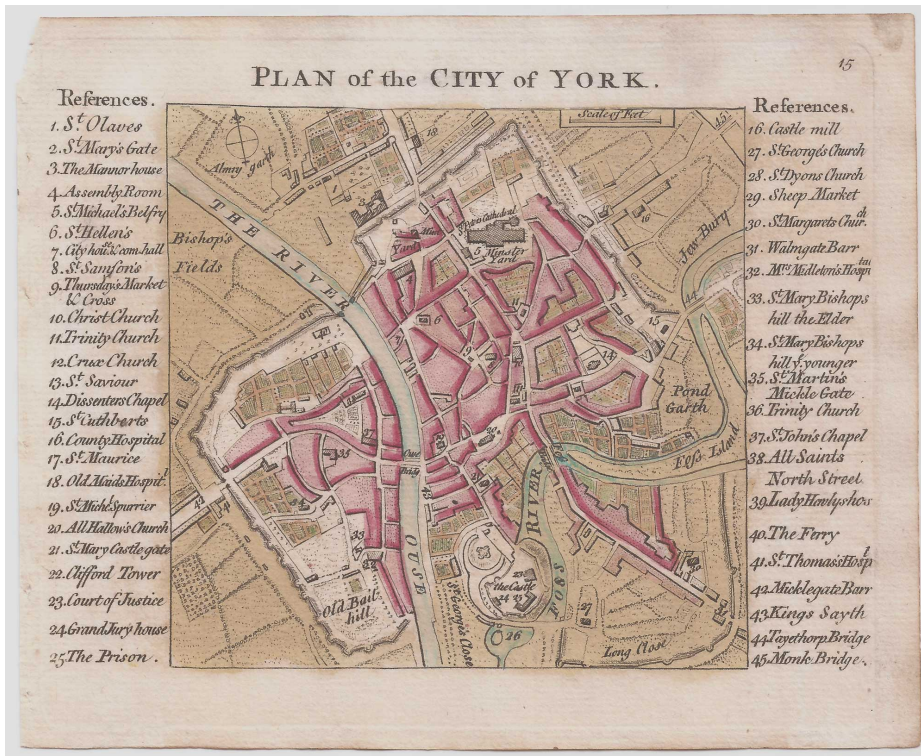 15
PLAN of the CITY of YORK.
References.
1. St Olaves
2. St Mary's Gate
3. The Mannor house
4. Assembly Room
5. St Michael's Belfry
6. St Hellen's
7. City house & com. hall
8. St Samson's
9. Thursday's Market
& Cross
10. Christ Church
11. Trinity Church
12. Crux Church
13. St Saviour
14. Dissenters Chapel
15. St Cuthberts
16. County Hospital
17. St Maurice
18. Old Maids Hospitl
19. St Michl Spurrier
20. All Hallow's Church
21. St Mary Castle gate
22. Clifford Tower
23. Court of Justice
24. Grand Jury house
25. The Prison.
Scale of Feet
Almry garth
THE RIVER
Bishop's
Fields
Minster
Yard
Jew Bury
Pond
Garth
Foss Island
Ouse
Bridg
RIVER
FOSS
OUSE
the Castle
Old Bail
hill
St George's Close
Long Close
References.
16. Castle mill
27. St George's Church
28. St Dyons Church
29. Sheep Market
30. St Margarets Church
31. Walmgate Barr
32. Mrs Midleton's Hospital
33. St Mary Bishops
hill the Elder
34. St Mary Bishops
hill ye younger
35. St Martin's
Mickle Gate
36. Trinity Church
37. St John's Chapel
38. All Saints
North Street
39. Lady Hewlys hos
40. The Ferry
41. St Thomas's Hospl
42. Micklegate Barr
43. Kings Sayth
44 Tayethorp Bridge
45. Monk Bridge.